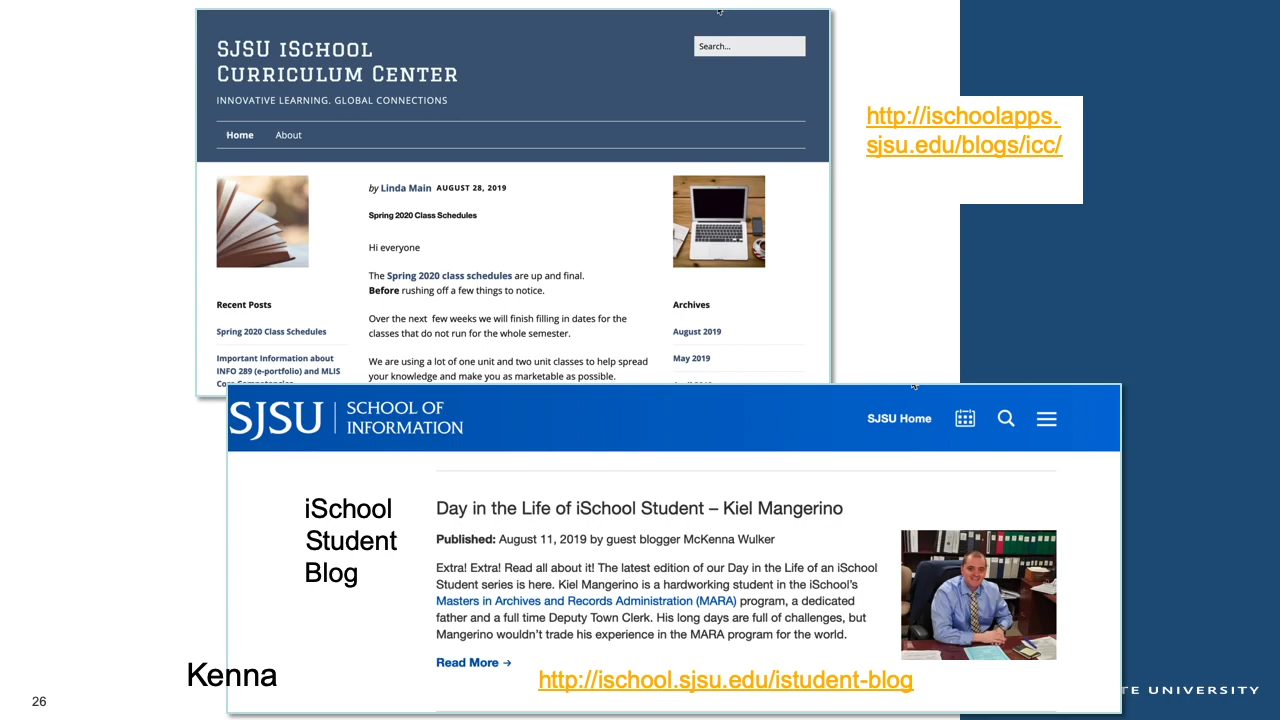 SJSU iSchool
Curriculum Center
INNOVATIVE LEARNING. GLOBAL CONNECTIONS
Search...
Home About
http://ischoolapps.
sjsu.edu/blogs/icc/
by Linda Main AUGUST 28, 2019
Spring 2020 Class Schedules
Hi everyone
The Spring 2020 class schedules are up and final.
Before rushing off a few things to notice.
Over the next few weeks we will finish filling in dates for the
classes that do not run for the whole semester.
We are using a lot of one unit and two unit classes to help spread
your knowledge and make you as marketable as possible.
Recent Posts
Spring 2020 Class Schedules
Important Information about
INFO 289 (e-portfolio) and MLIS
Core Competencies
Archives
August 2019
May 2019
SJSU | SCHOOL OF
INFORMATION
SJSU Home
iSchool
Student
Blog
Day in the Life of iSchool Student – Kiel Mangerino
Published: August 11, 2019 by guest blogger McKenna Wulker
Extra! Extra! Read all about it! The latest edition of our Day in the Life of an iSchool
Student series is here. Kiel Mangerino is a hardworking student in the iSchool's
Masters in Archives and Records Administration (MARA) program, a dedicated
father and a full time Deputy Town Clerk. His long days are full of challenges, but
Mangerino wouldn't trade his experience in the MARA program for the world.
Read More →
http://ischool.sjsu.edu/istudent-blog
Kenna
26
TE UNIVERSITY